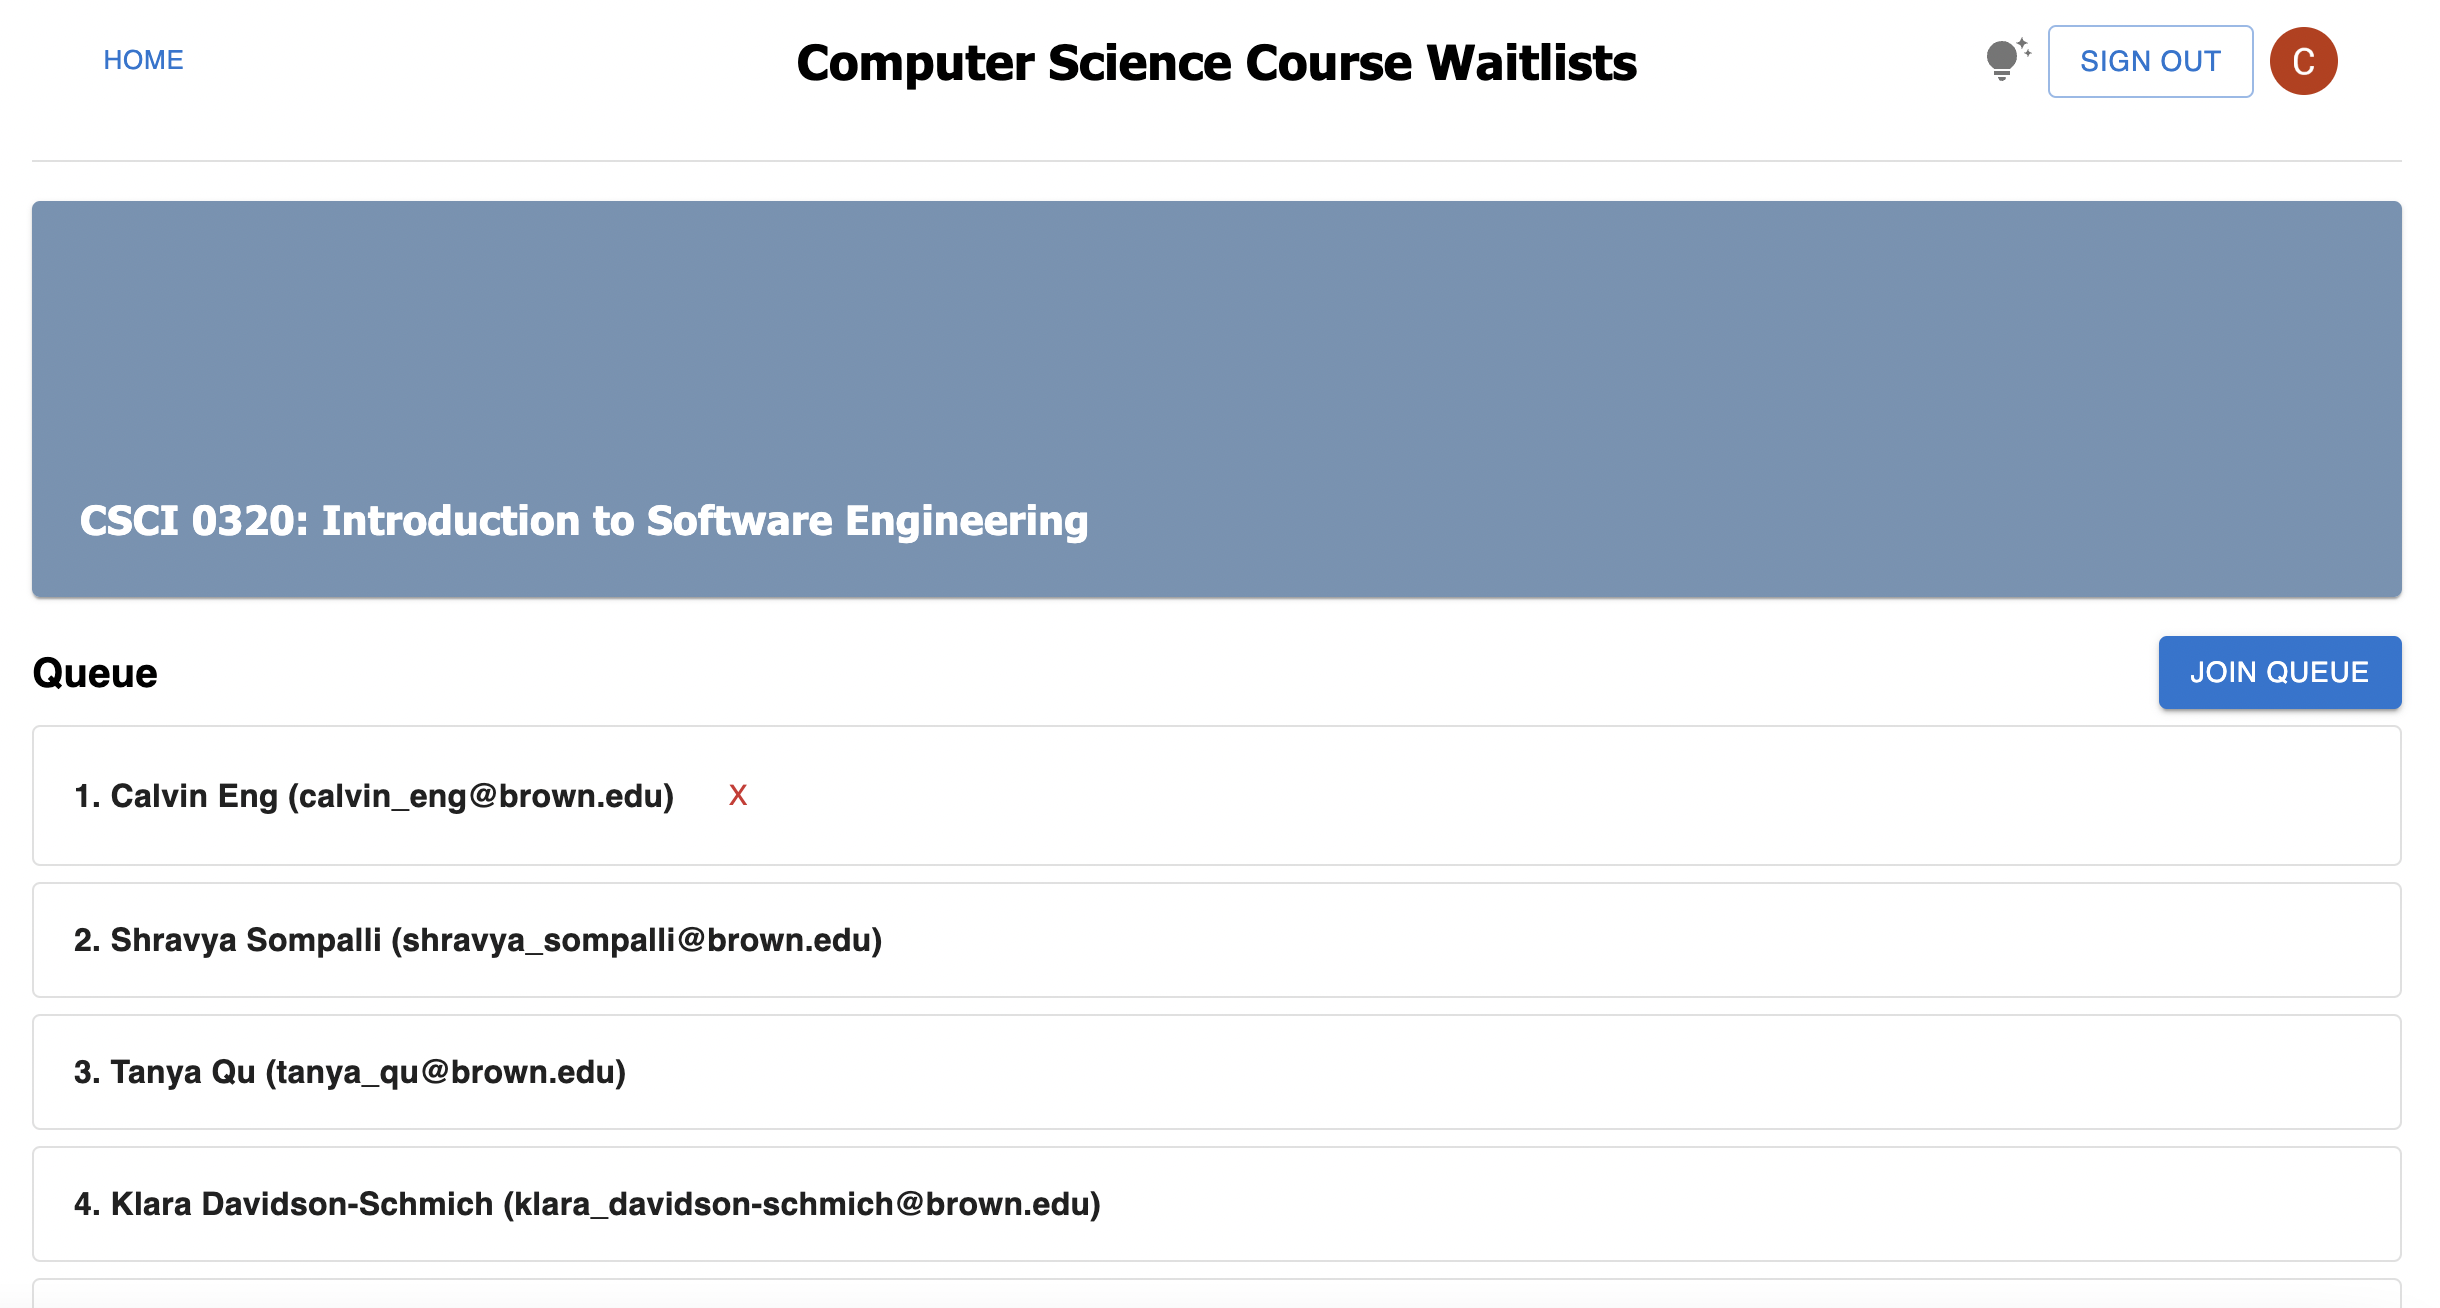 HOME
Computer Science Course Waitlists
SIGN OUT
C
CSCI 0320: Introduction to Software Engineering
Queue
JOIN QUEUE
1. Calvin Eng (calvin_eng@brown.edu) X
2. Shravya Sompalli (shravya_sompalli@brown.edu)
3. Tanya Qu (tanya_qu@brown.edu)
4. Klara Davidson-Schmich (klara_davidson-schmich@brown.edu)